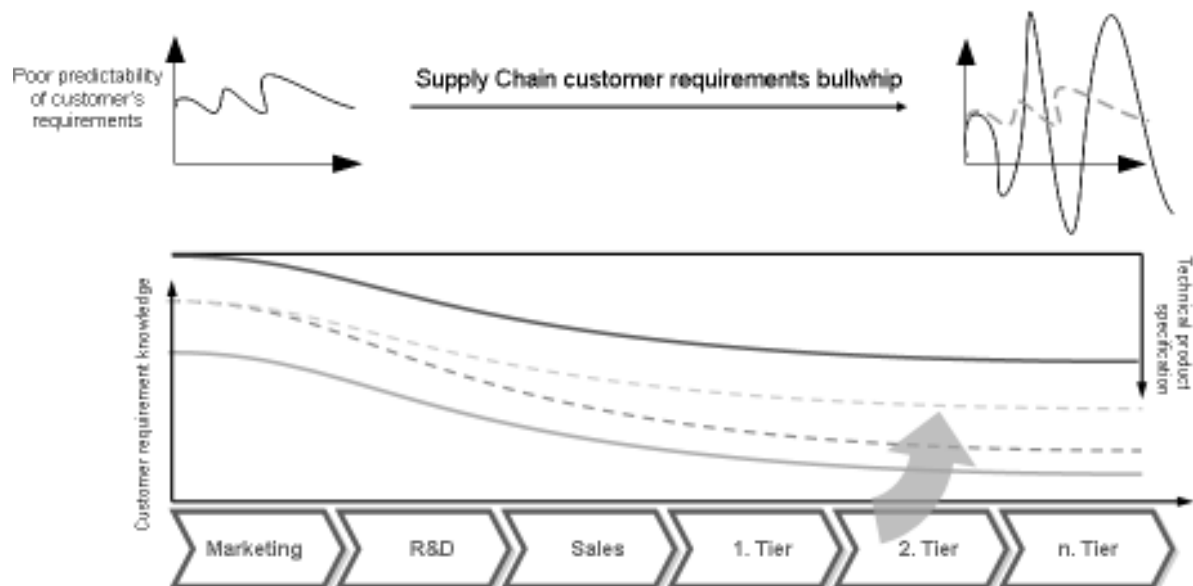 Poor predictability
of customer's
requirements
Supply Chain customer requirements bullwhip
Customer requirement knowledge
Technical product
specification
Marketing
R&D
Sales
1. Tier
2. Tier
n. Tier